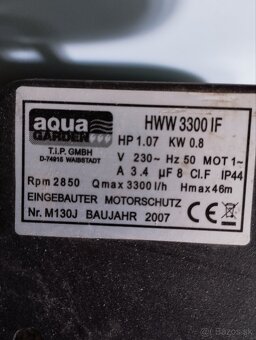 aqua
GARDEN
T.I.P. GMBH
D-74915 WAIBSTADT
HWW 3300 IF
HP 1.07 KW 0.8
V 230~ Hz 50 MOT 1~
A 3.4 µF 8 Cl.F IP44
Rpm 2850 Qmax 3300 l/h Hmax 46m
EINGEBAUTER MOTORSCHUTZ
Nr. M130J BAUJAHR 2007
bazos.sk